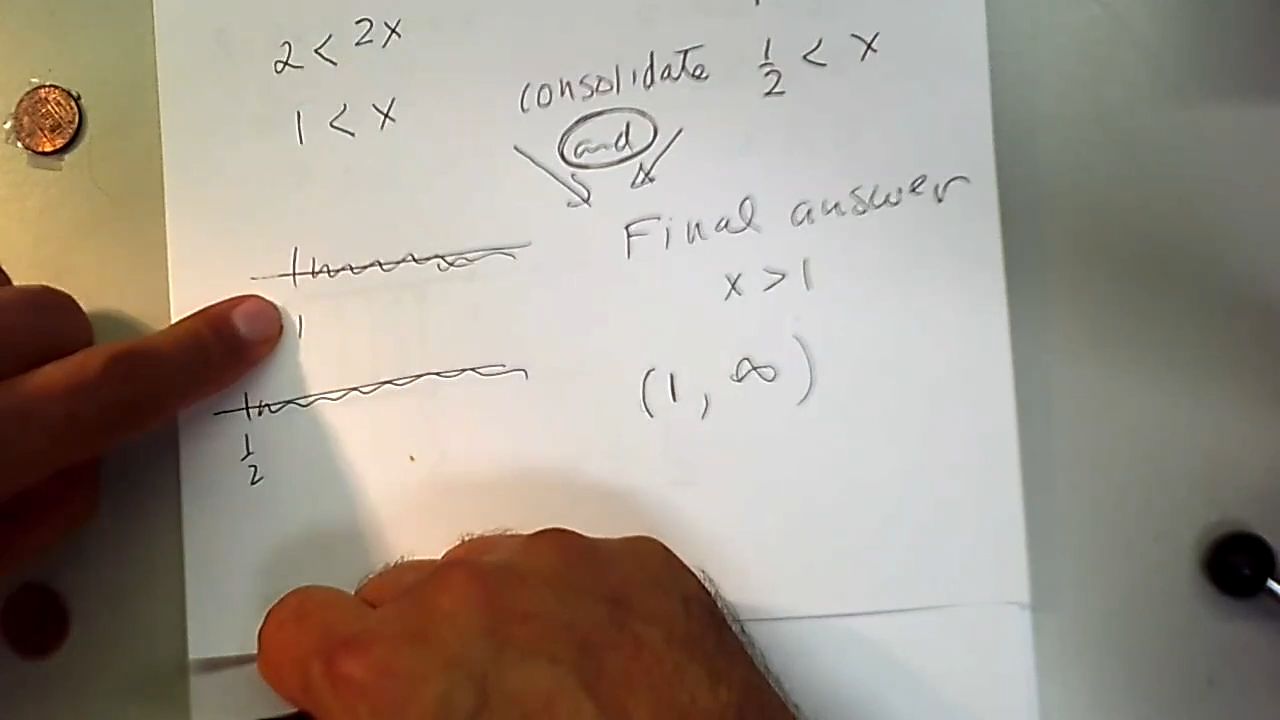 2 < 2x
1 < x
consolidate
1/2 < x
and
Final answer
x > 1
(1, ∞)
1
1/2